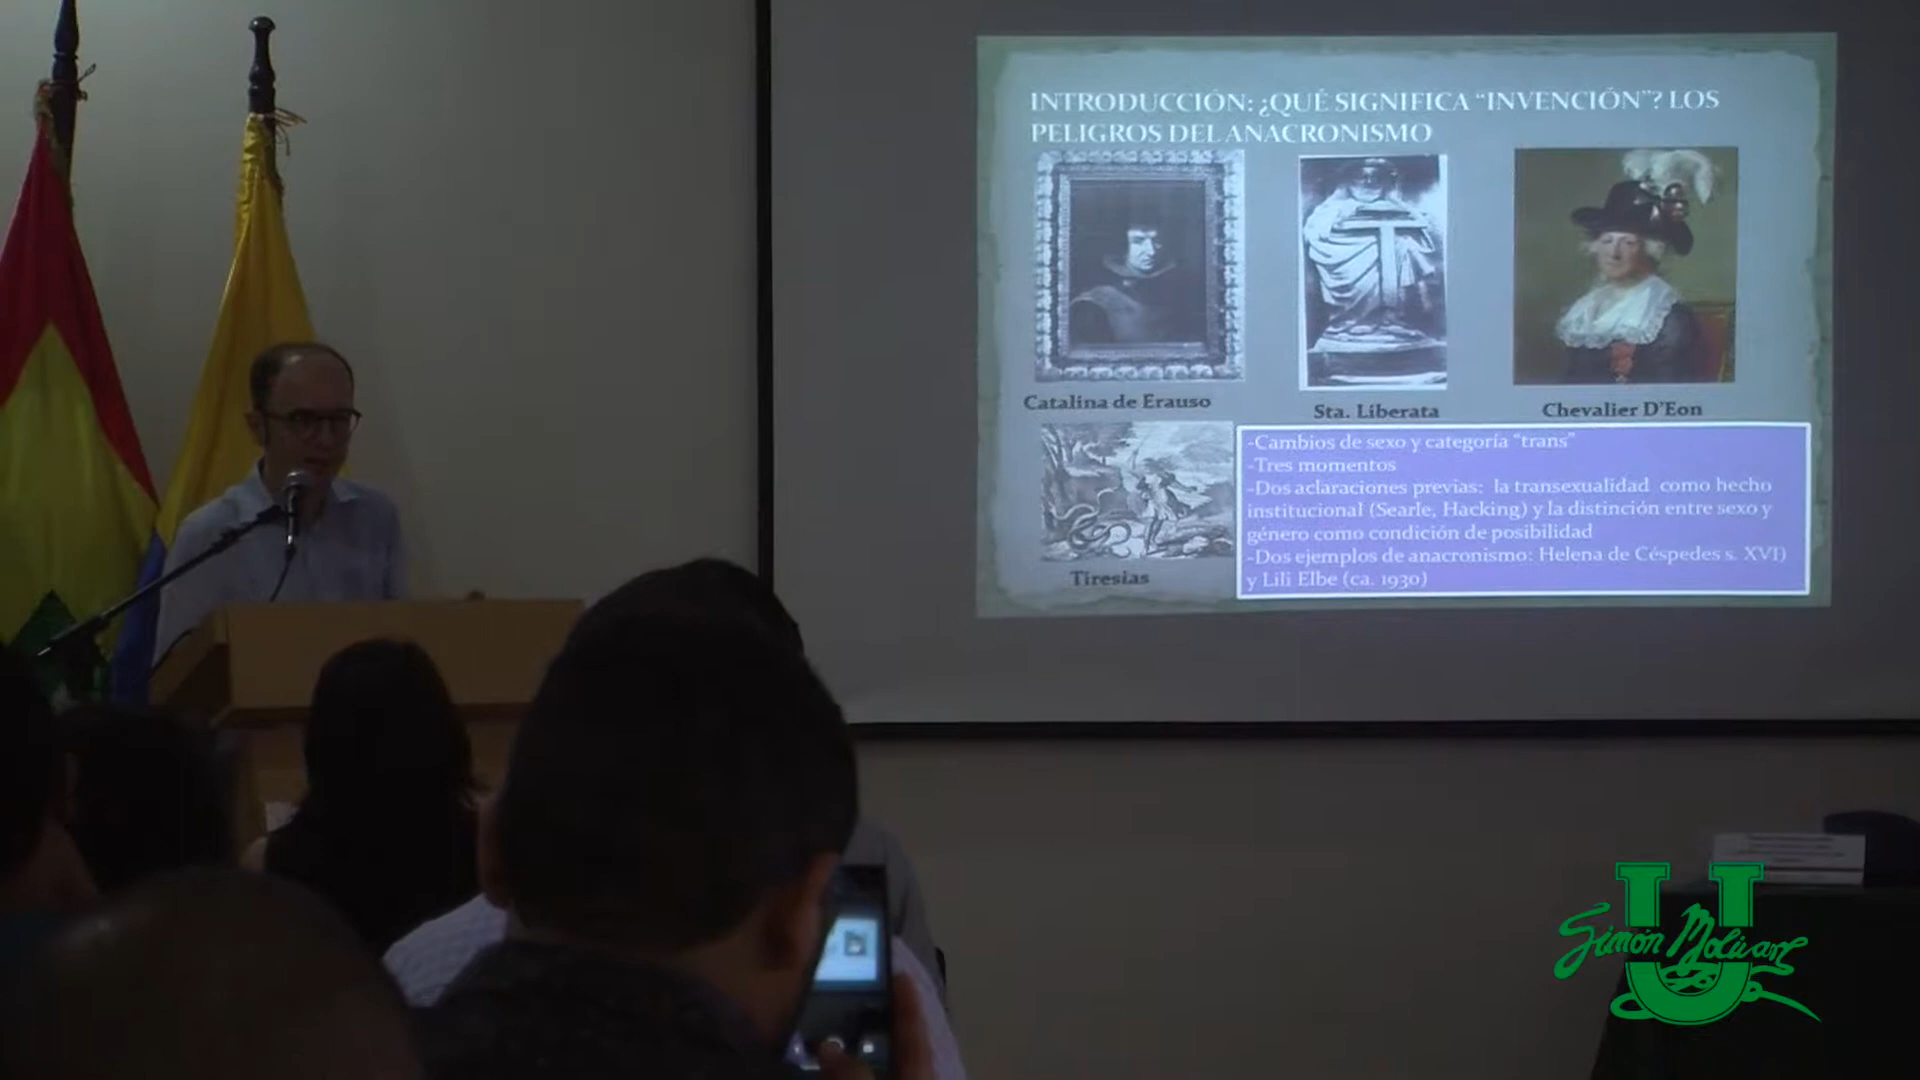 INTRODUCCIÓN: ¿QUÉ SIGNIFICA “INVENCIÓN”? LOS
PELIGROS DEL ANACRONISMO
Catalina de Erauso
Sta. Liberata
Chevalier D'Eon
Tiresias
-Cambios de sexo y categoría “trans”
-Tres momentos
-Dos aclaraciones previas: la transexualidad como hecho
institucional (Searle, Hacking) y la distinción entre sexo y
género como condición de posibilidad
-Dos ejemplos de anacronismo: Helena de Céspedes s. XVI)
y Lili Elbe (ca. 1930)
U
Simón Bolívar